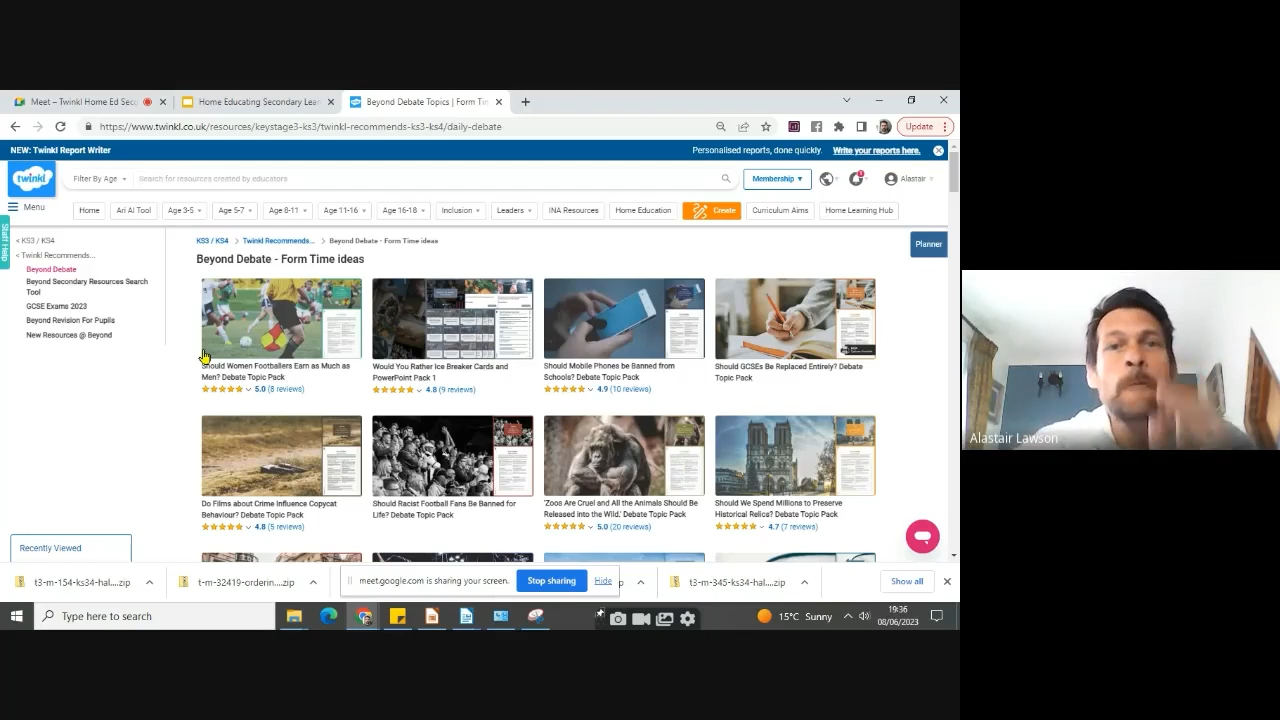 Meet – Twinkl Home Ed Sec
Home Educating Secondary Lear
Beyond Debate Topics | Form Tim
https://www.twinkl.co.uk/resources/keystage3-ks3/twinkl-recommends-ks3-ks4/daily-debate
Update
NEW: Twinkl Report Writer
Personalised reports, done quickly. Write your reports here.
twinkl
Filter By Age
Search for resources created by educators
Membership
Alastair
Menu
Home
Ari AI Tool
Age 3-5
Age 5-7
Age 8-11
Age 11-16
Age 16-18
Inclusion
Leaders
INA Resources
Home Education
Create
Curriculum Aims
Home Learning Hub
Staff Help
< KS3 / KS4
< Twinkl Recommends...
Beyond Debate
Beyond Secondary Resources Search
Tool
GCSE Exams 2023
Beyond Revision For Pupils
New Resources @ Beyond
KS3 / KS4 > Twinkl Recommends... > Beyond Debate - Form Time ideas
Planner
Beyond Debate - Form Time ideas
Should Women Footballers Earn as Much as
Men? Debate Topic Pack
5.0 (8 reviews)
Would You Rather Ice Breaker Cards and
PowerPoint Pack 1
4.8 (9 reviews)
Should Mobile Phones be Banned from
Schools? Debate Topic Pack
4.9 (10 reviews)
Should GCSEs Be Replaced Entirely? Debate
Topic Pack
Do Films about Crime Influence Copycat
Behaviour? Debate Topic Pack
4.8 (5 reviews)
Should Racist Football Fans Be Banned for
Life? Debate Topic Pack
'Zoos Are Cruel and All the Animals Should Be
Released into the Wild.' Debate Topic Pack
5.0 (20 reviews)
Should We Spend Millions to Preserve
Historical Relics? Debate Topic Pack
4.7 (7 reviews)
Recently Viewed
Alastair Lawson
t3-m-154-ks34-hal....zip
t-m-32419-orderin....zip
meet.google.com is sharing your screen.
Stop sharing
Hide
t3-m-345-ks34-hal....zip
Show all
Type here to search
15°C Sunny
19:36
08/06/2023